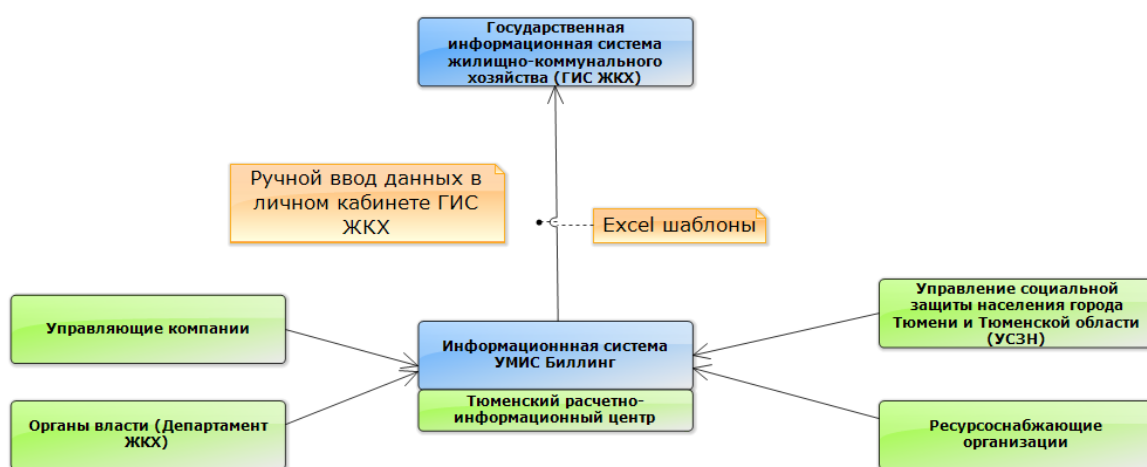 Государственная
информационная система
жилищно-коммунального
хозяйства (ГИС ЖКХ)
Ручной ввод данных в
личном кабинете ГИС
ЖКХ
Excel шаблоны
Управляющие компании
Управление социальной
защиты населения города
Тюмени и Тюменской области
(УСЗН)
Информационнная система
УМИС Биллинг
Тюменский расчетно-
информационный центр
Органы власти (Департамент
ЖКХ)
Ресурсоснабжающие
организации